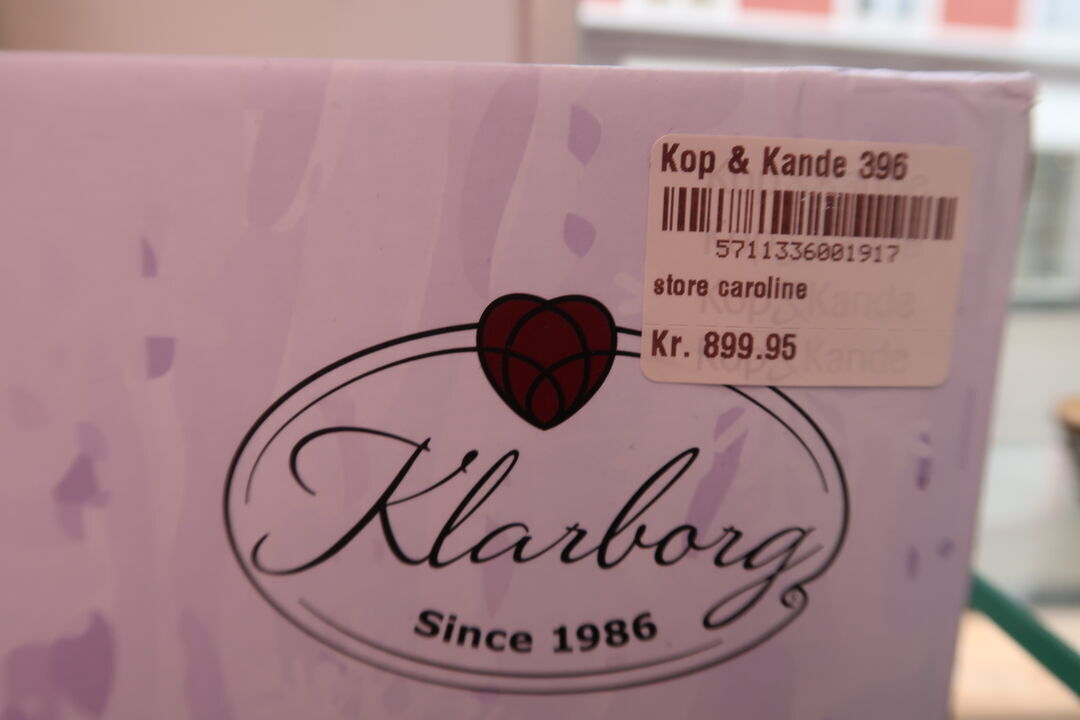 Kop & Kande 396
5711336001917
store caroline
Kr. 899.95
Klarborg
Since 1986